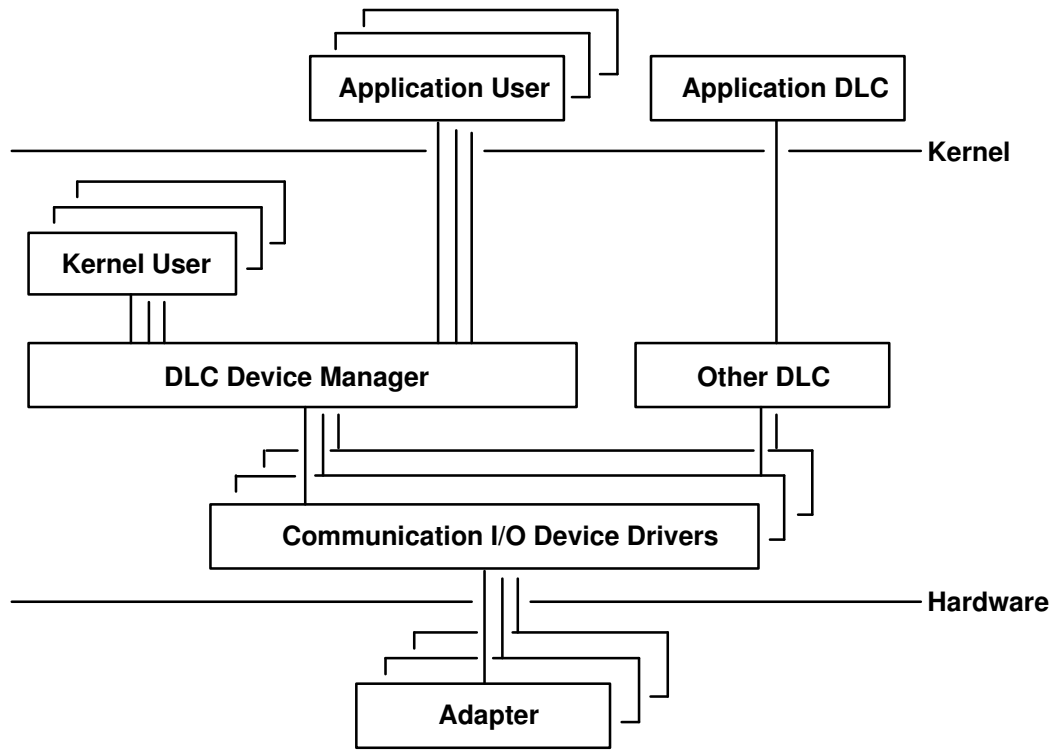 Application User
Application DLC
Kernel
Kernel User
DLC Device Manager
Other DLC
Communication I/O Device Drivers
Hardware
Adapter